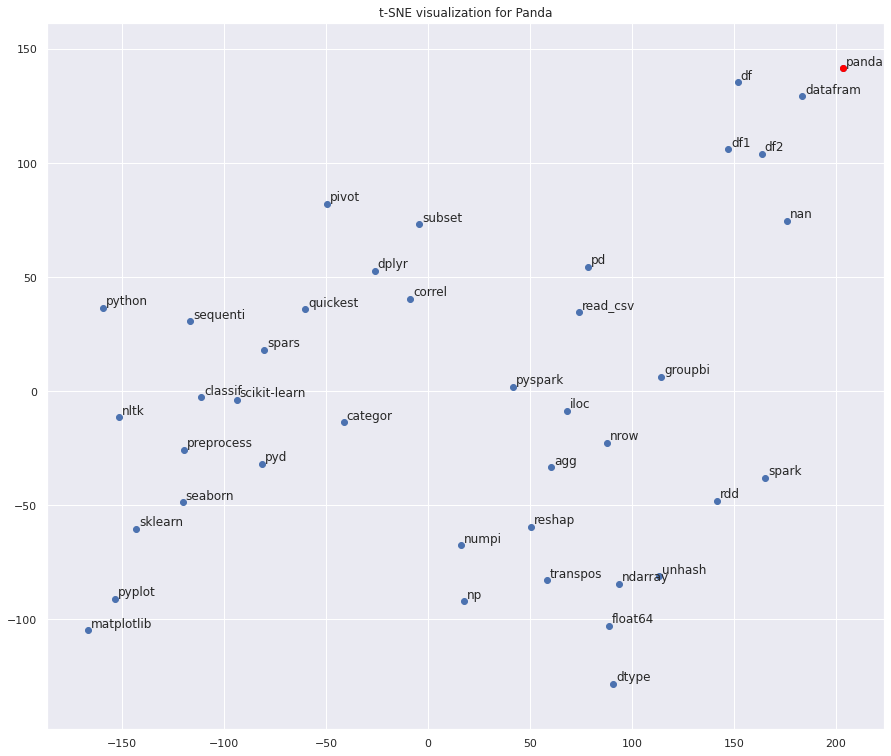 t-SNE visualization for Panda
150
panda
df
datafram
100
df1
df2
pivot
subset
nan
50
dplyr
pd
correl
python
quickest
read_csv
sequenti
spars
0
pyspark
groupbi
classif
scikit-learn
iloc
nltk
categor
preprocess
nrow
pyd
agg
spark
−50
seaborn
rdd
sklearn
reshap
numpi
transpos
ndarray
unhash
pyplot
np
−100
matplotlib
float64
dtype
−150
−100
−50
0
50
100
150
200